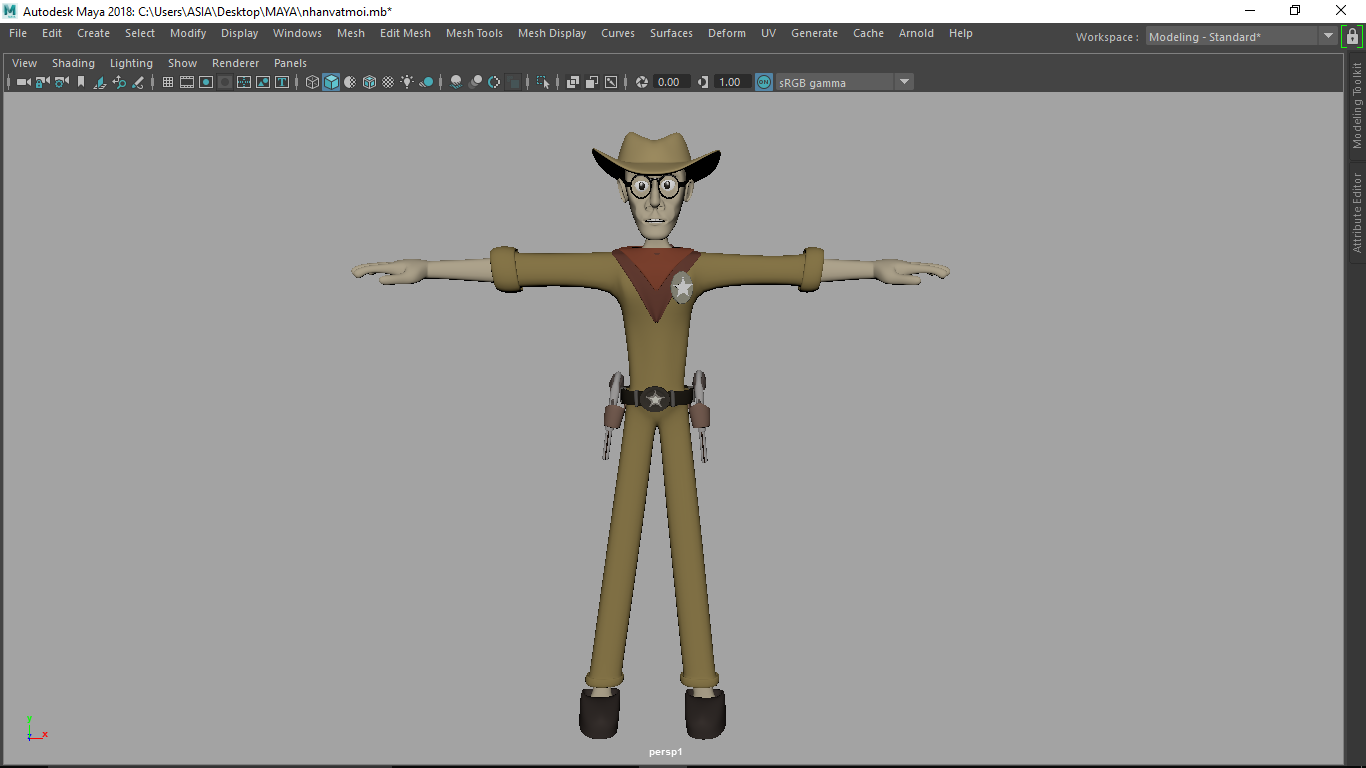 Autodesk Maya 2018: C:\Users\ASIA\Desktop\MAYA\nhanvatmoi.mb*
File Edit Create Select Modify Display Windows Mesh Edit Mesh Mesh Tools Mesh Display Curves Surfaces Deform UV Generate Cache Arnold Help Workspace : Modeling - Standard*
View Shading Lighting Show Renderer Panels
0.00 1.00 ON sRGB gamma
Modeling Toolkit
Attribute Editor
y
z x
persp1